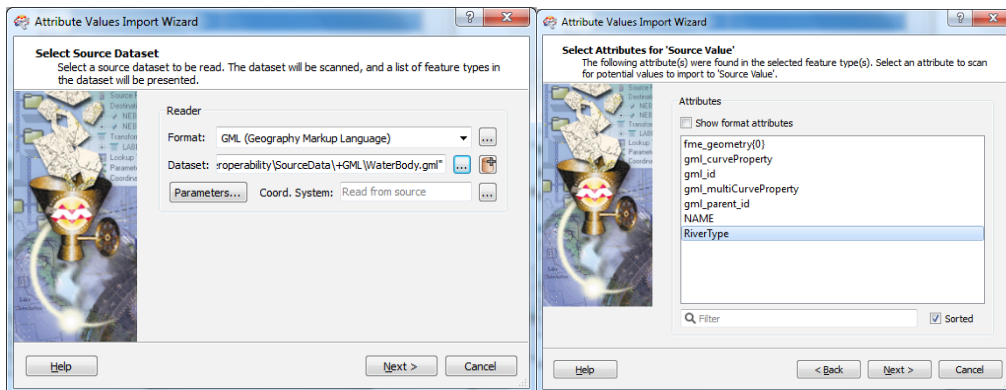 Attribute Values Import Wizard
Select Source Dataset
Select a source dataset to be read. The dataset will be scanned, and a list of feature types in
the dataset will be presented.
Reader
Format: GML (Geography Markup Language) ...
Dataset: eroperability\SourceData\+GML\WaterBody.gml" ...
Parameters... Coord. System: Read from source ...
Help Next > Cancel
Attribute Values Import Wizard
Select Attributes for 'Source Value'
The following attribute(s) were found in the selected feature type(s). Select an attribute to scan
for potential values to import to 'Source Value'.
Attributes
Show format attributes
fme_geometry{0}
gml_curveProperty
gml_id
gml_multiCurveProperty
gml_parent_id
NAME
RiverType
Filter Sorted
Help < Back Next > Cancel